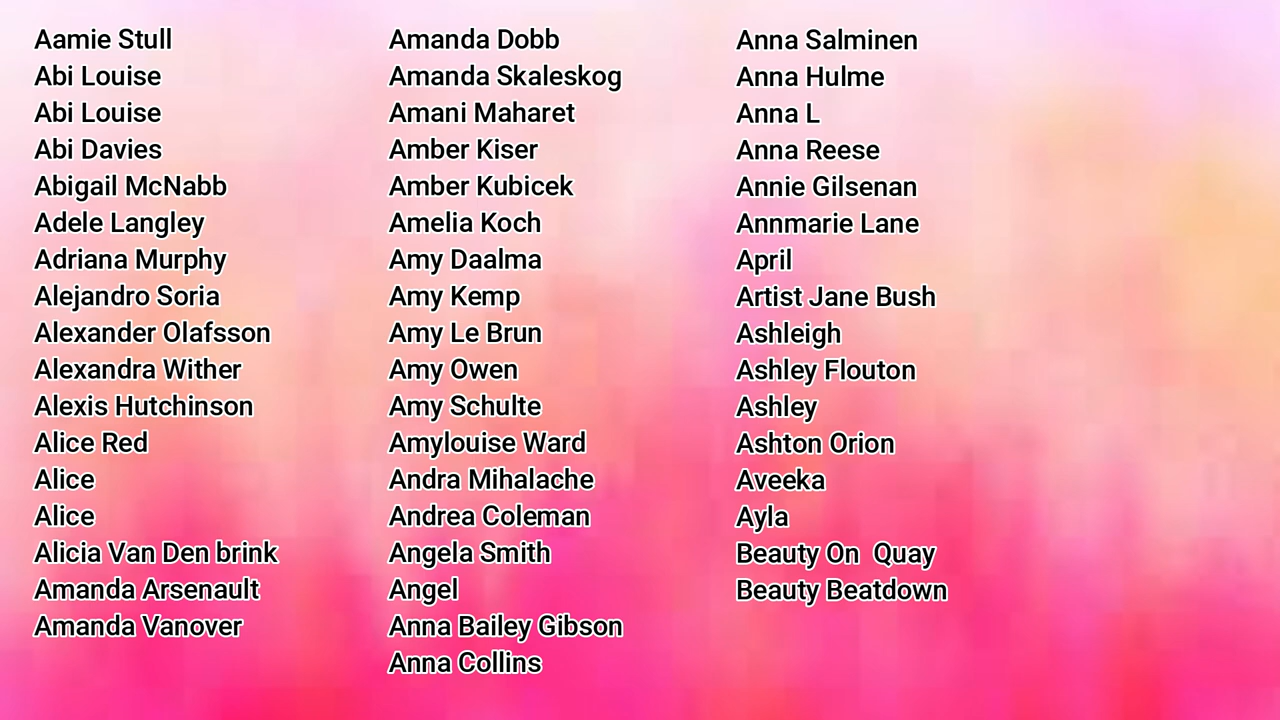 Aamie Stull
Abi Louise
Abi Louise
Abi Davies
Abigail McNabb
Adele Langley
Adriana Murphy
Alejandro Soria
Alexander Olafsson
Alexandra Wither
Alexis Hutchinson
Alice Red
Alice
Alice
Alicia Van Den brink
Amanda Arsenault
Amanda Vanover
Amanda Dobb
Amanda Skaleskog
Amani Maharet
Amber Kiser
Amber Kubicek
Amelia Koch
Amy Daalma
Amy Kemp
Amy Le Brun
Amy Owen
Amy Schulte
Amylouise Ward
Andra Mihalache
Andrea Coleman
Angela Smith
Angel
Anna Bailey Gibson
Anna Collins
Anna Salminen
Anna Hulme
Anna L
Anna Reese
Annie Gilsenan
Annmarie Lane
April
Artist Jane Bush
Ashleigh
Ashley Flouton
Ashley
Ashton Orion
Aveeka
Ayla
Beauty On  Quay
Beauty Beatdown